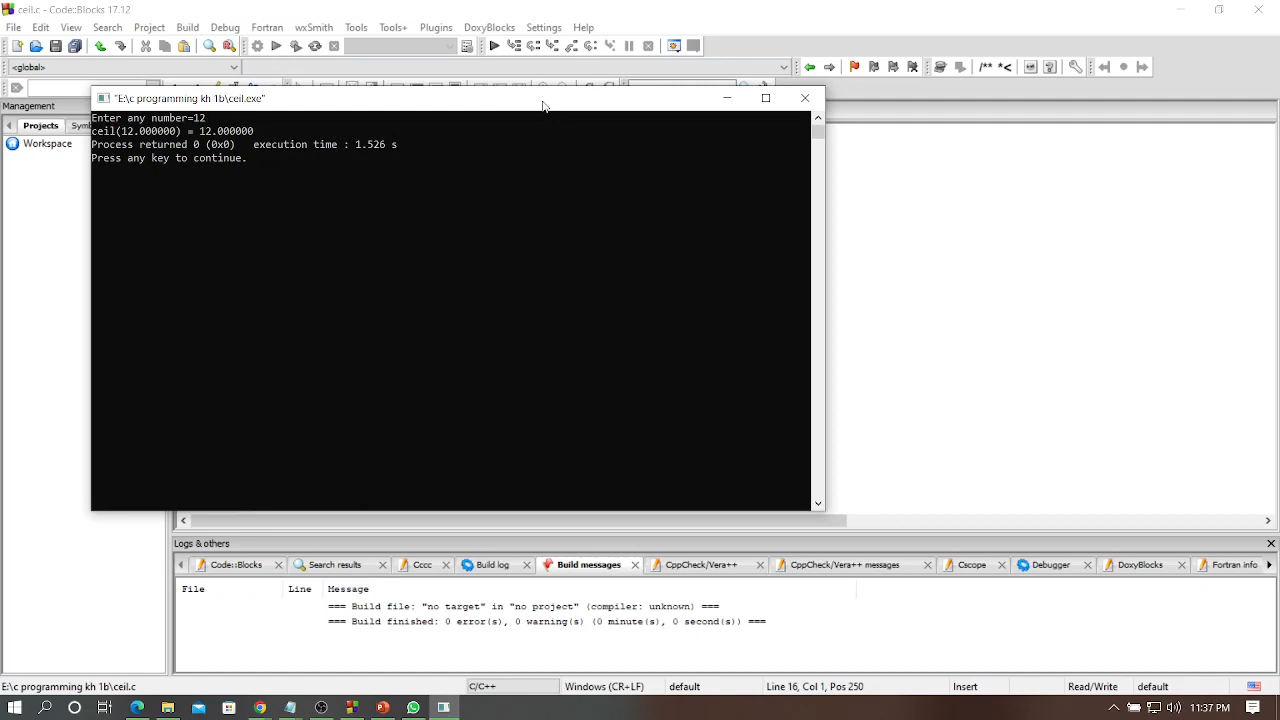 ceil.c - Code::Blocks 17.12
File Edit View Search Project Build Debug Fortran wxSmith Tools Tools+ Plugins DoxyBlocks Settings Help
<global>
/** *<
Management
Projects
Workspace
"E:\c programming kh 1b\ceil.exe"
Enter any number=12
ceil(12.000000) = 12.000000
Process returned 0 (0x0)   execution time : 1.526 s
Press any key to continue.
Logs & others
Code::Blocks Search results Cccc Build log Build messages CppCheck/Vera++ CppCheck/Vera++ messages Cscope Debugger DoxyBlocks Fortran info
File Line Message
=== Build file: "no target" in "no project" (compiler: unknown) ===
=== Build finished: 0 error(s), 0 warning(s) (0 minute(s), 0 second(s)) ===
E:\c programming kh 1b\ceil.c C/C++ Windows (CR+LF) default Line 16, Col 1, Pos 250 Insert Read/Write default
11:37 PM